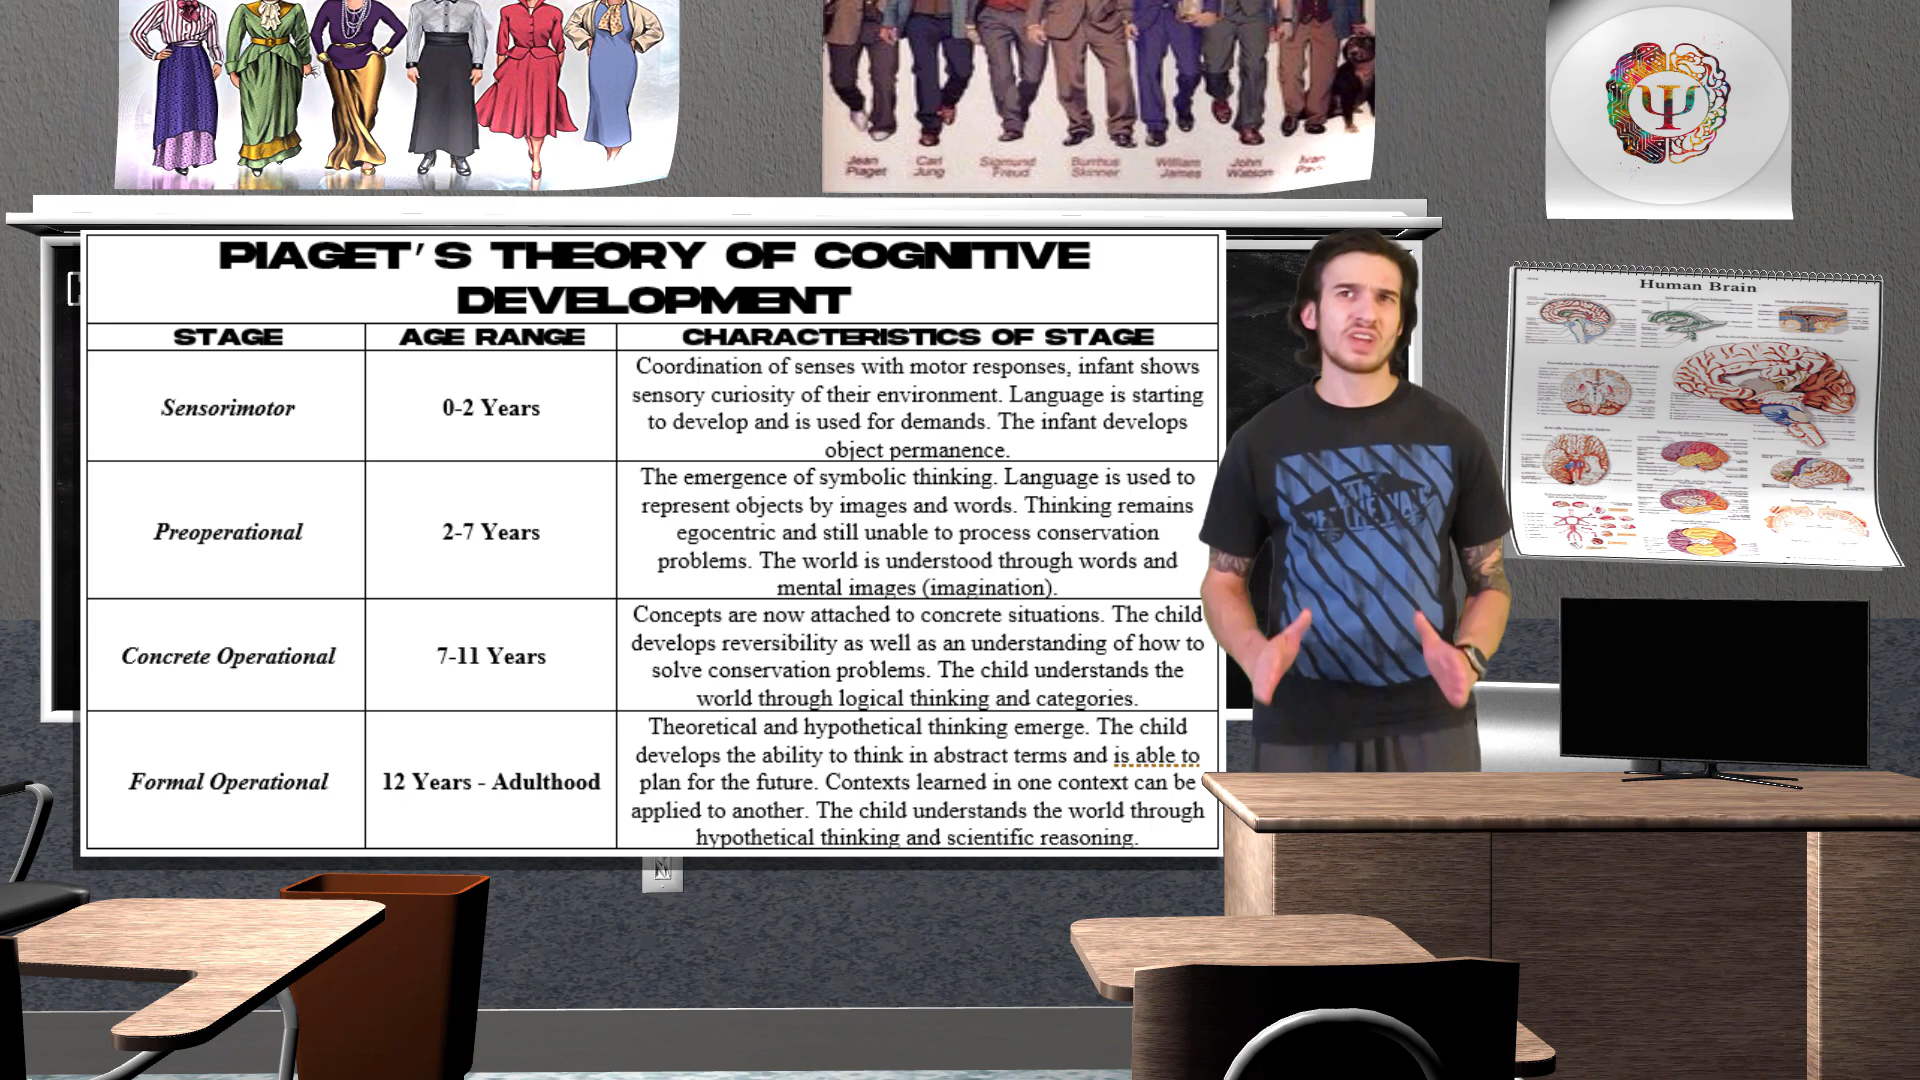 Jean Carl Sigmund Burrhus William John Ivan
Piaget Jung Freud Skinner James Watson
Ψ
PIAGET'S THEORY OF COGNITIVE
DEVELOPMENT
STAGE AGE RANGE CHARACTERISTICS OF STAGE
Sensorimotor
0-2 Years
Coordination of senses with motor responses, infant shows
sensory curiosity of their environment. Language is starting
to develop and is used for demands. The infant develops
object permanence.
Preoperational
2-7 Years
The emergence of symbolic thinking. Language is used to
represent objects by images and words. Thinking remains
egocentric and still unable to process conservation
problems. The world is understood through words and
mental images (imagination).
Concrete Operational
7-11 Years
Concepts are now attached to concrete situations. The child
develops reversibility as well as an understanding of how to
solve conservation problems. The child understands the
world through logical thinking and categories.
Formal Operational
12 Years - Adulthood
Theoretical and hypothetical thinking emerge. The child
develops the ability to think in abstract terms and is able to
plan for the future. Contexts learned in one context can be
applied to another. The child understands the world through
hypothetical thinking and scientific reasoning.
Human Brain